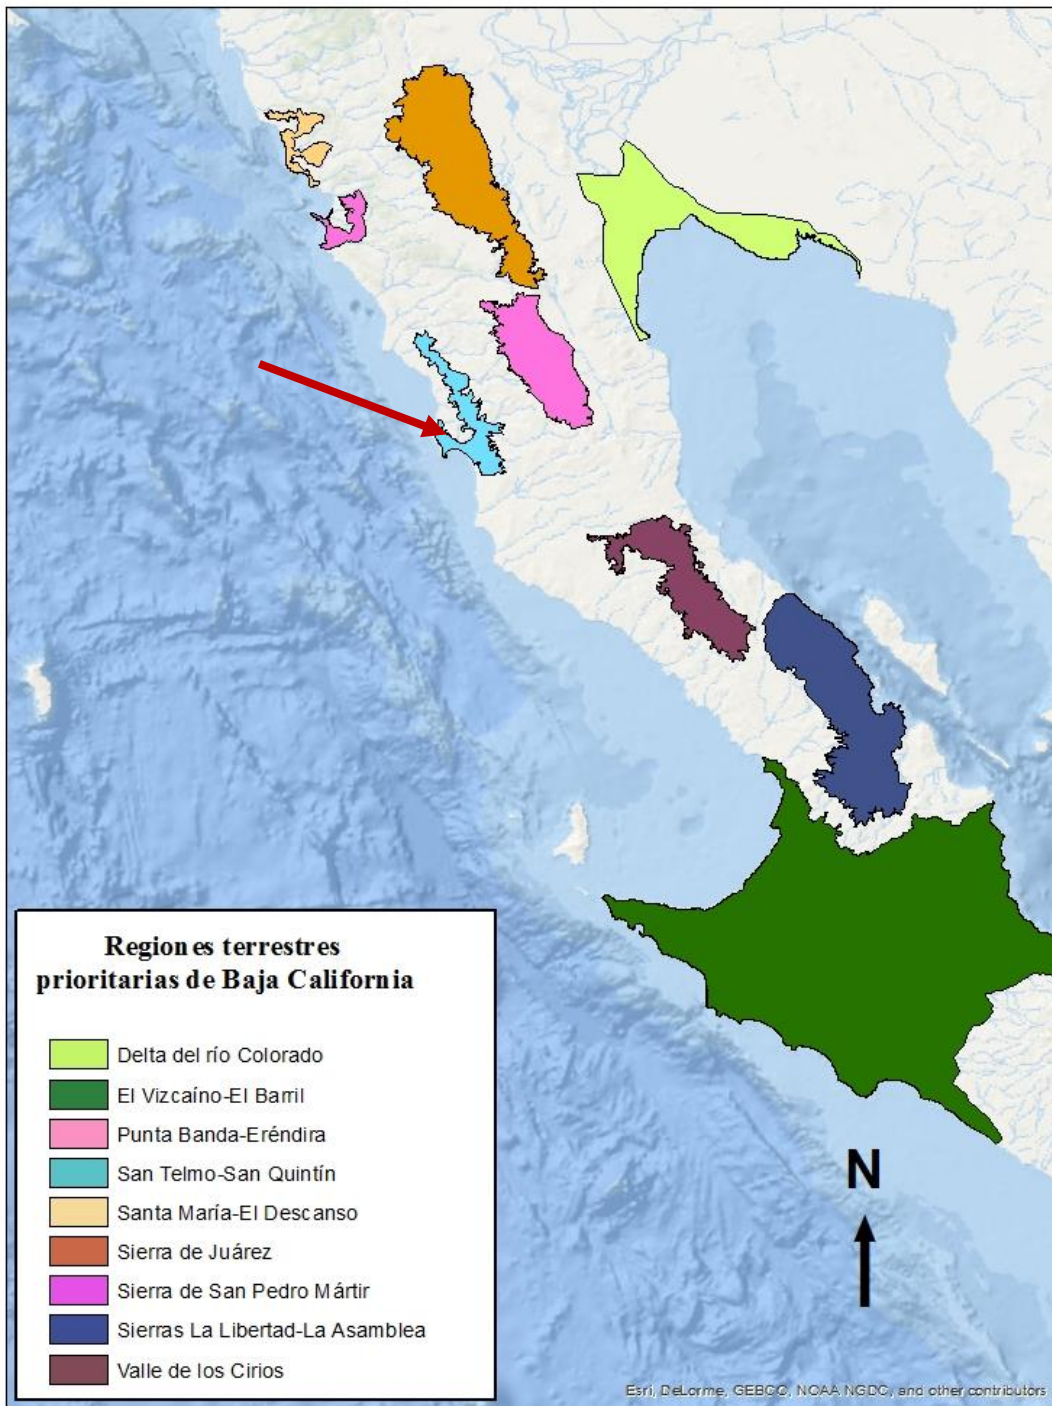 Regiones terrestres
prioritarias de Baja California
Delta del río Colorado
El Vizcaíno-El Barril
Punta Banda-Eréndira
San Telmo-San Quintín
Santa María-El Descanso
Sierra de Juárez
Sierra de San Pedro Mártir
Sierras La Libertad-La Asamblea
Valle de los Cirios
N
Esri, DeLorme, GEBCO, NOAA NGDC, and other contributors